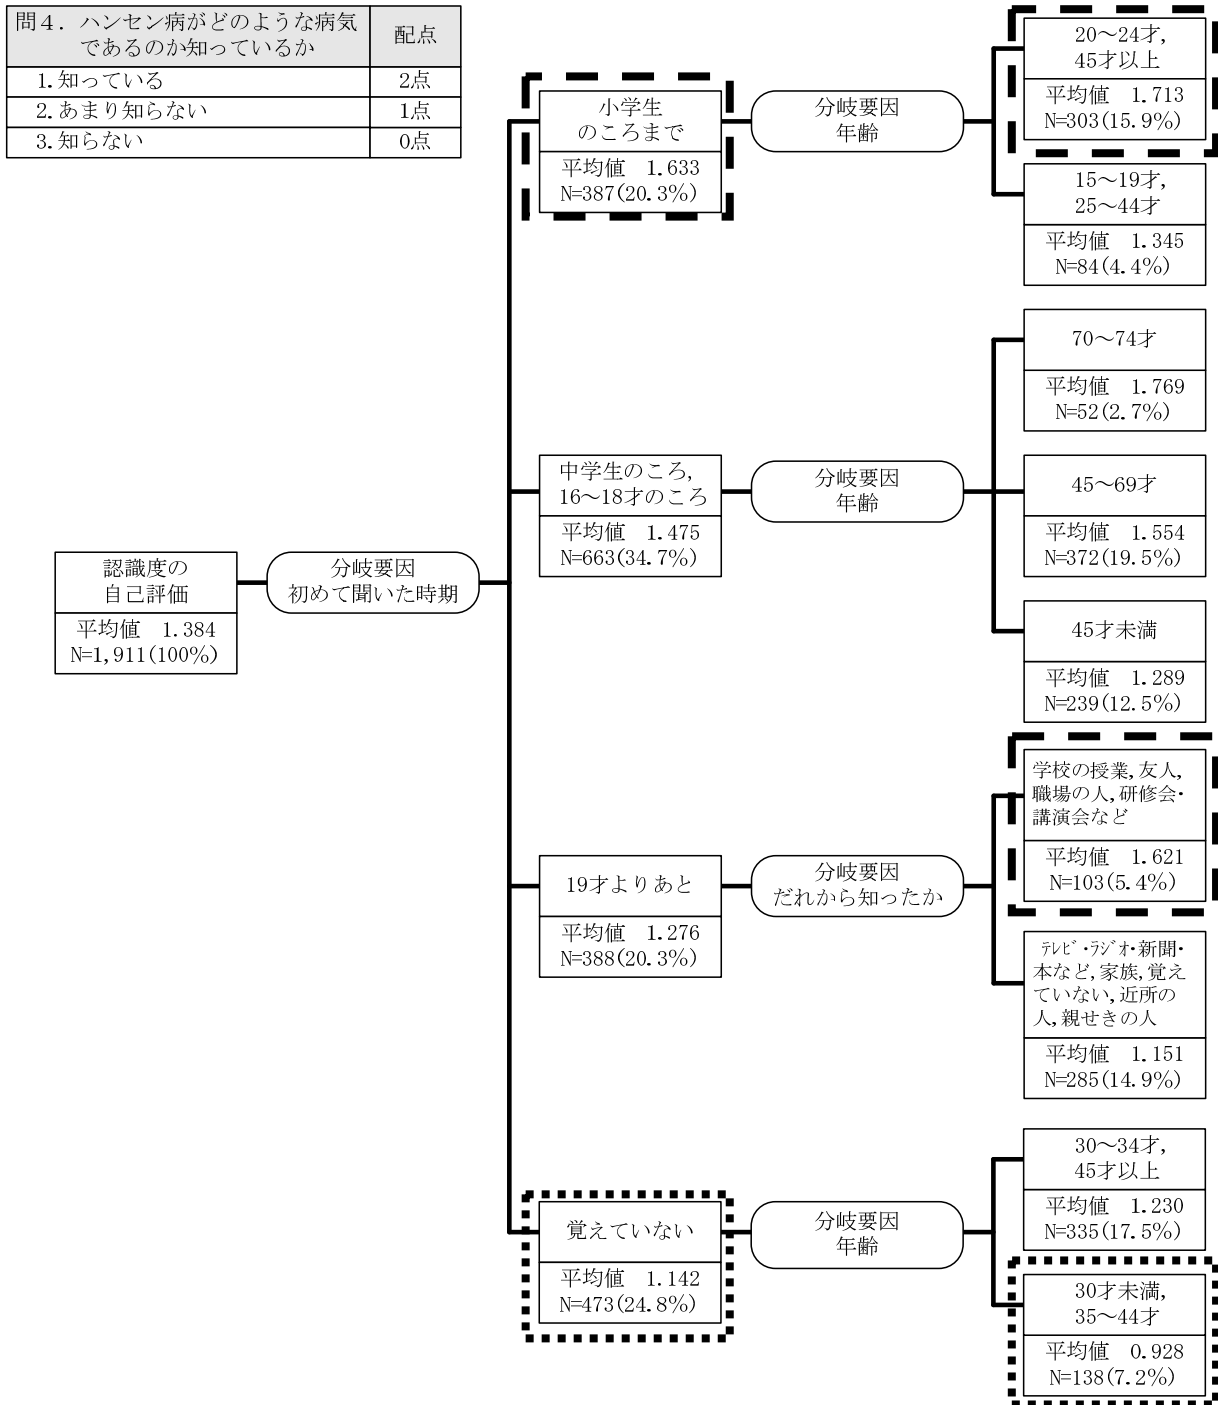 問４．ハンセン病がどのような病気
であるのか知っているか
配点
1.知っている
2点
2.あまり知らない
1点
3.知らない
0点
認識度の
自己評価
平均値　1.384
N=1,911(100%)
分岐要因
初めて聞いた時期
小学生
のころまで
平均値　1.633
N=387(20.3%)
分岐要因
年齢
20～24才,
45才以上
平均値　1.713
N=303(15.9%)
15～19才,
25～44才
平均値　1.345
N=84(4.4%)
中学生のころ,
16～18才のころ
平均値　1.475
N=663(34.7%)
分岐要因
年齢
70～74才
平均値　1.769
N=52(2.7%)
45～69才
平均値　1.554
N=372(19.5%)
45才未満
平均値　1.289
N=239(12.5%)
19才よりあと
平均値　1.276
N=388(20.3%)
分岐要因
だれから知ったか
学校の授業,友人,
職場の人,研修会・
講演会など
平均値　1.621
N=103(5.4%)
ﾃﾚﾋﾞ・ﾗｼﾞｵ・新聞・
本など,家族,覚え
ていない,近所の
人,親せきの人
平均値　1.151
N=285(14.9%)
覚えていない
平均値　1.142
N=473(24.8%)
分岐要因
年齢
30～34才,
45才以上
平均値　1.230
N=335(17.5%)
30才未満,
35～44才
平均値　0.928
N=138(7.2%)